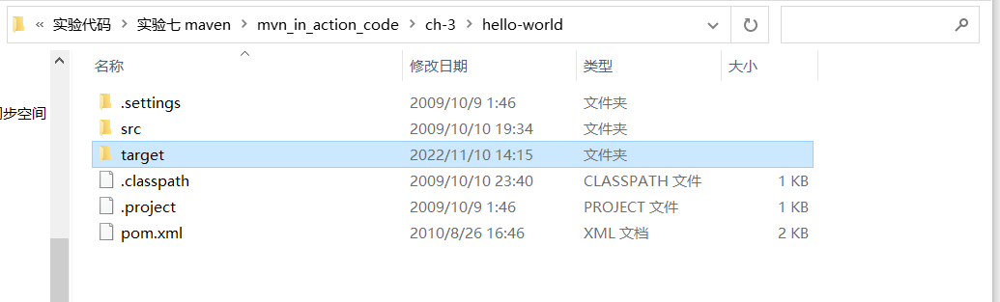 « 实验代码 › 实验七 maven › mvn_in_action_code › ch-3 › hello-world
名称 修改日期 类型 大小
.settings 2009/10/9 1:46 文件夹
步空间
src 2009/10/10 19:34 文件夹
target 2022/11/10 14:15 文件夹
.classpath 2009/10/10 23:40 CLASSPATH 文件 1 KB
.project 2009/10/9 1:46 PROJECT 文件 1 KB
pom.xml 2010/8/26 16:46 XML 文档 2 KB